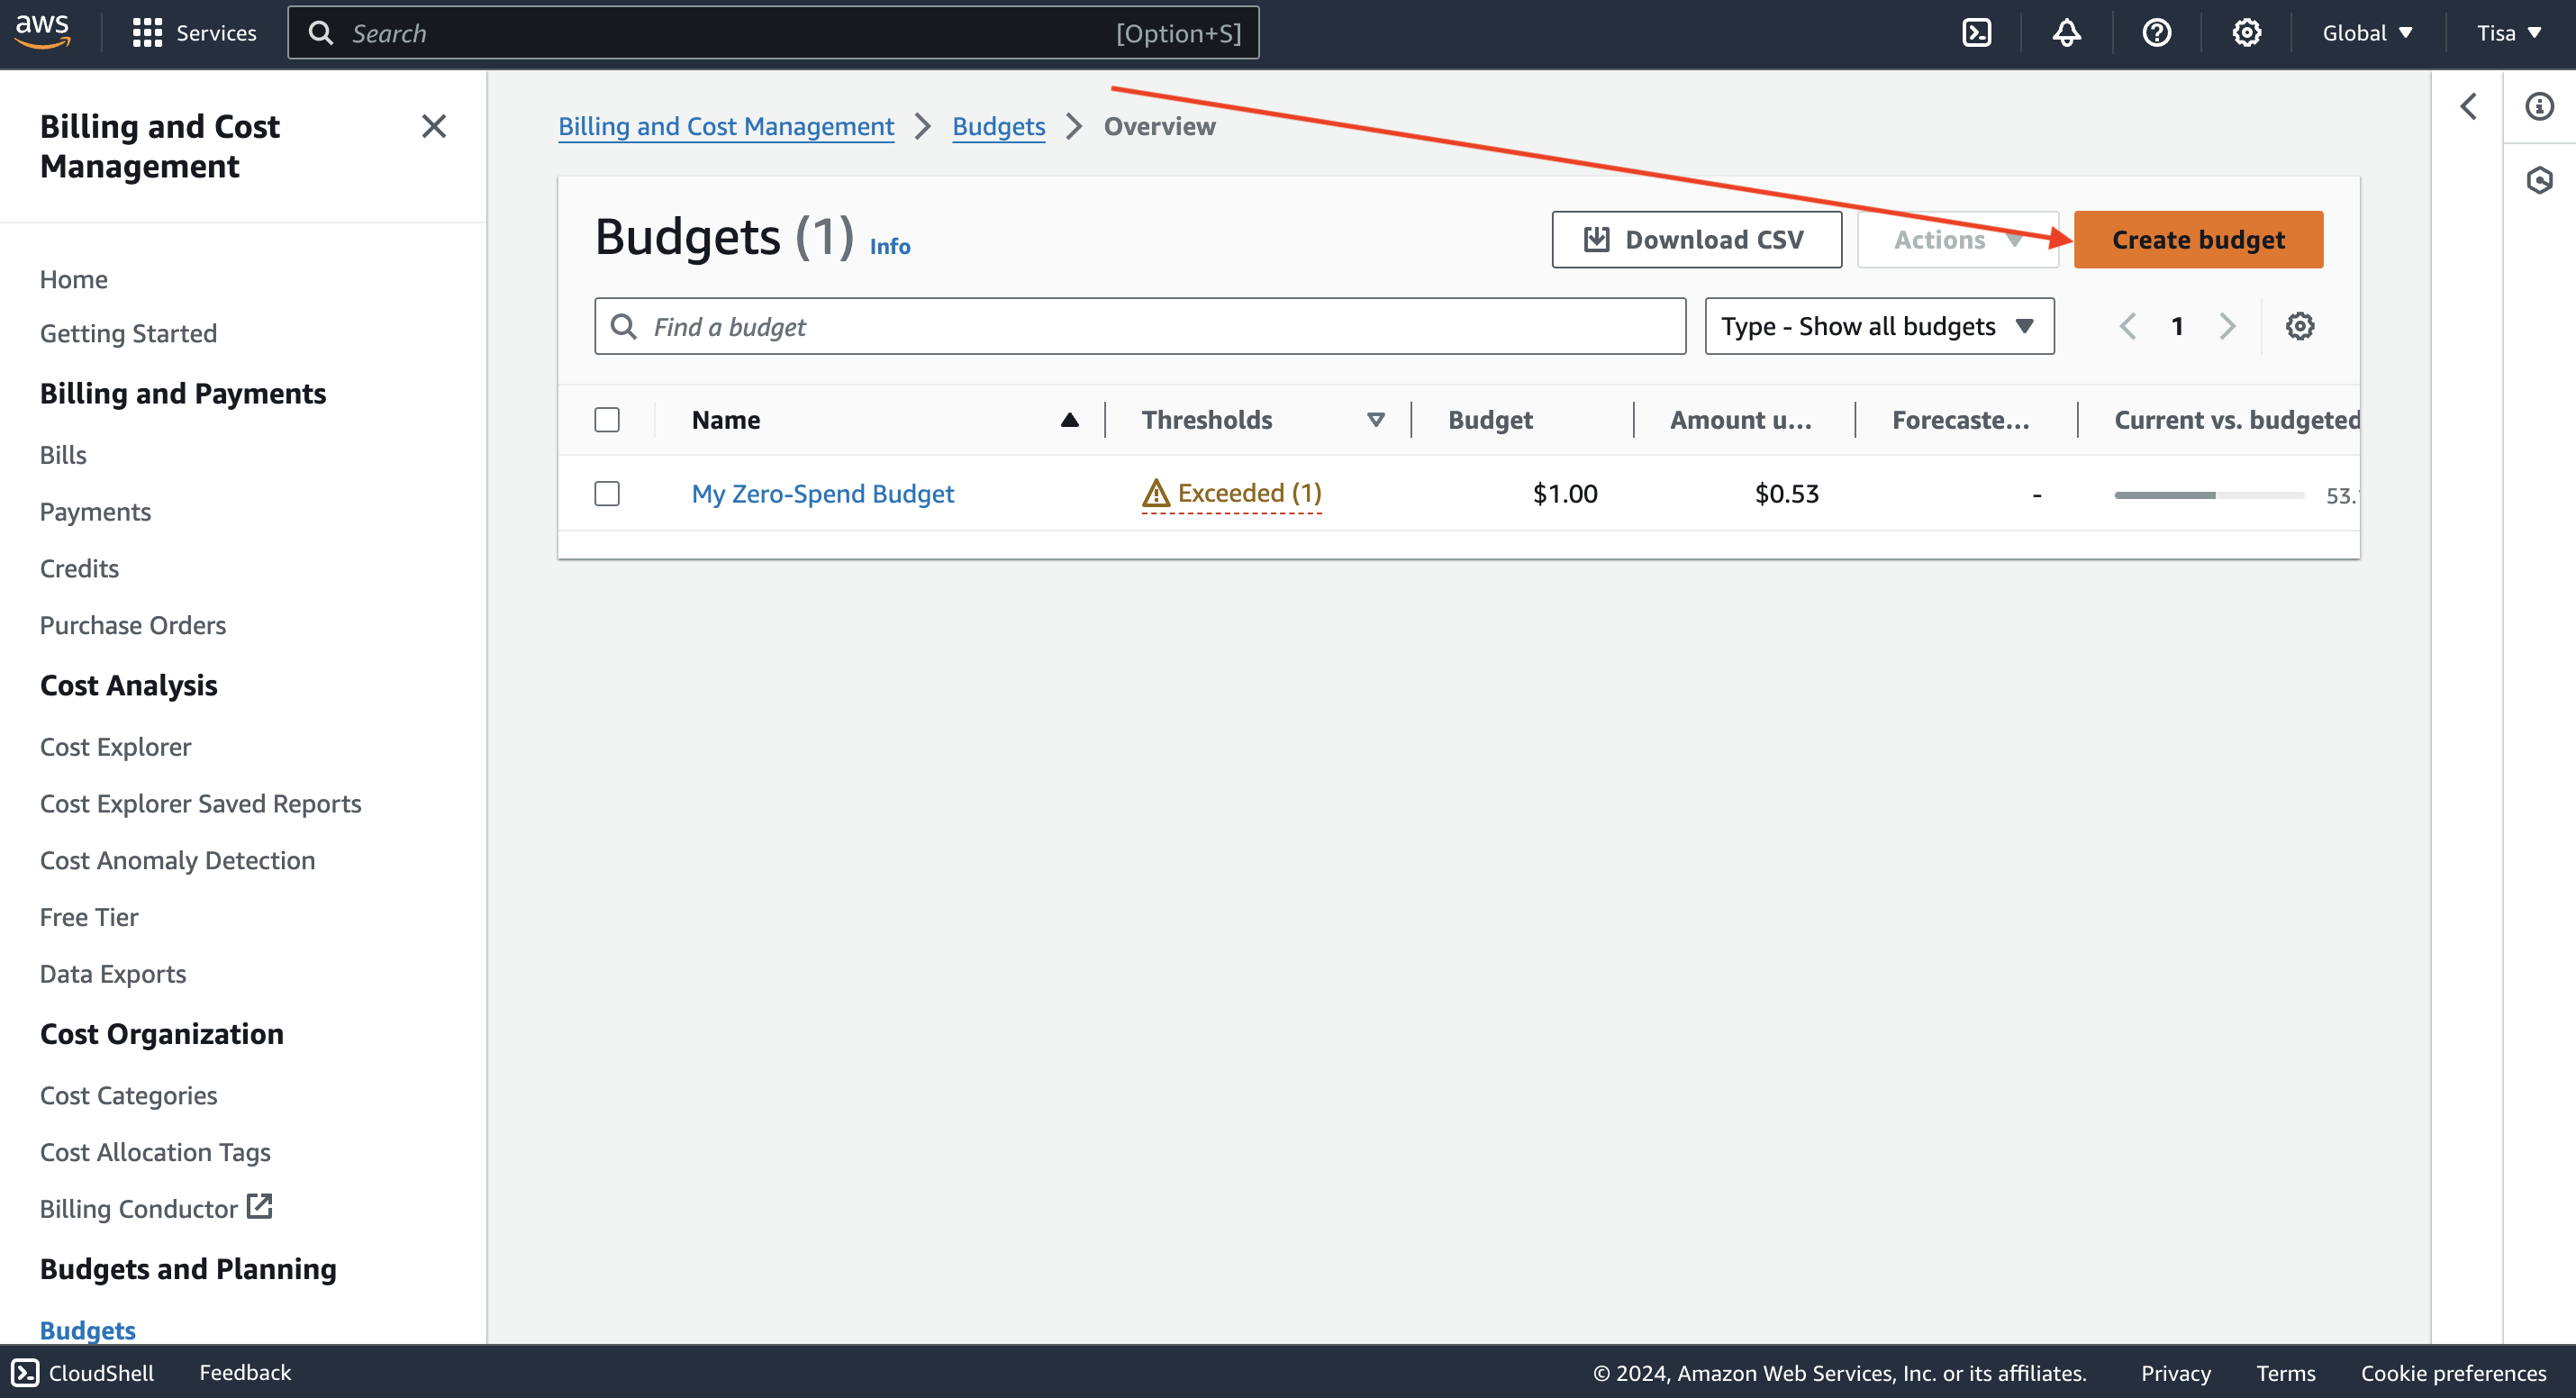 aws
Services
Search
[Option+S]
Global
Tisa
Billing and Cost
Management
Home
Getting Started
Billing and Payments
Bills
Payments
Credits
Purchase Orders
Cost Analysis
Cost Explorer
Cost Explorer Saved Reports
Cost Anomaly Detection
Free Tier
Data Exports
Cost Organization
Cost Categories
Cost Allocation Tags
Billing Conductor
Budgets and Planning
Budgets
Billing and Cost Management > Budgets > Overview
Budgets (1) Info
Download CSV
Actions
Create budget
Find a budget
Type - Show all budgets
1
Name Thresholds Budget Amount u... Forecaste... Current vs. budgeted
My Zero-Spend Budget Exceeded (1) $1.00 $0.53 - 53.
CloudShell
Feedback
© 2024, Amazon Web Services, Inc. or its affiliates.
Privacy
Terms
Cookie preferences